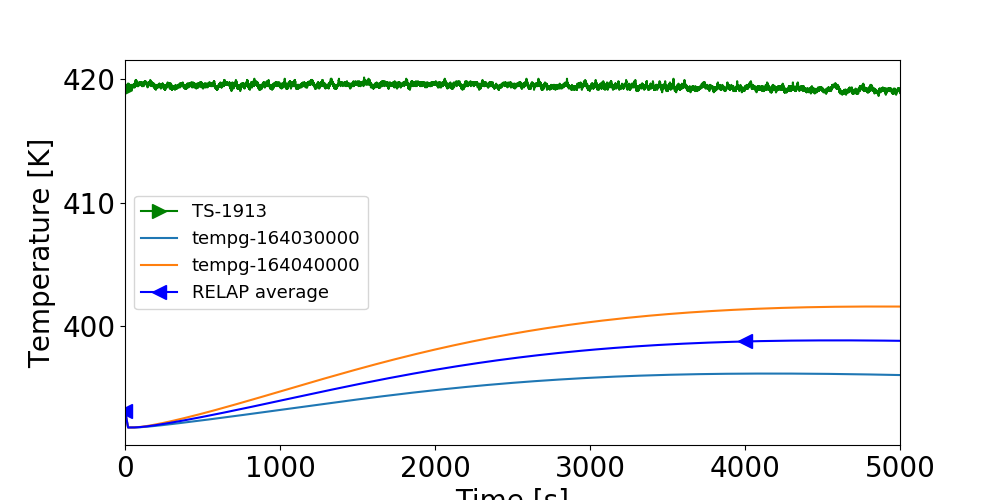 420
410
400
Temperature [K]
TS-1913
tempg-164030000
tempg-164040000
RELAP average
0 1000 2000 3000 4000 5000
Time [s]